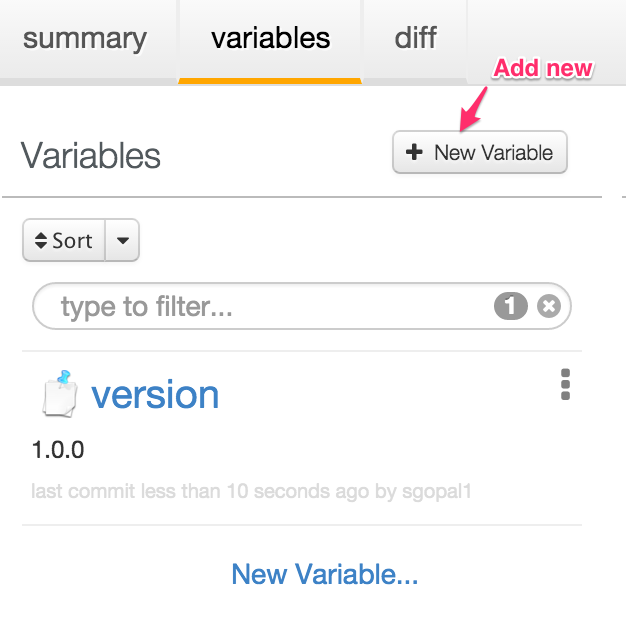 summary variables diff
Add new
Variables + New Variable
Sort
type to filter... 1
version
1.0.0
last commit less than 10 seconds ago by sgopal1
New Variable...